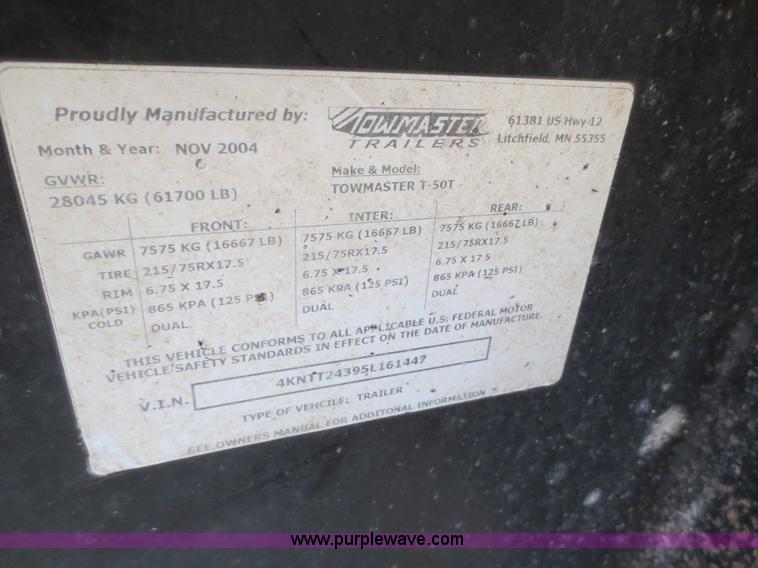 Proudly Manufactured by: TOWMASTER TRAILERS 61381 US Hwy 12
Litchfield, MN 55355
Month & Year: NOV 2004
GVWR: Make & Model:
28045 KG (61700 LB) TOWMASTER T-50T
FRONT: INTER: REAR:
GAWR 7575 KG (16667 LB) 7575 KG (16667 LB) 7575 KG (16667 LB)
TIRE 215/75RX17.5 215/75RX17.5 215/75RX17.5
RIM 6.75 X 17.5 6.75 X 17.5 6.75 X 17.5
KPA(PSI) 865 KPA (125 PSI) 865 KPA (125 PSI) 865 KPA (125 PSI)
COLD DUAL DUAL DUAL
THIS VEHICLE CONFORMS TO ALL APPLICABLE U.S. FEDERAL MOTOR
VEHICLE SAFETY STANDARDS IN EFFECT ON THE DATE OF MANUFACTURE.
V.I.N. 4KNTT24395L161447
TYPE OF VEHCILE: TRAILER
SEE OWNERS MANUAL FOR ADDITONAL INFORMATION
www.purplewave.com